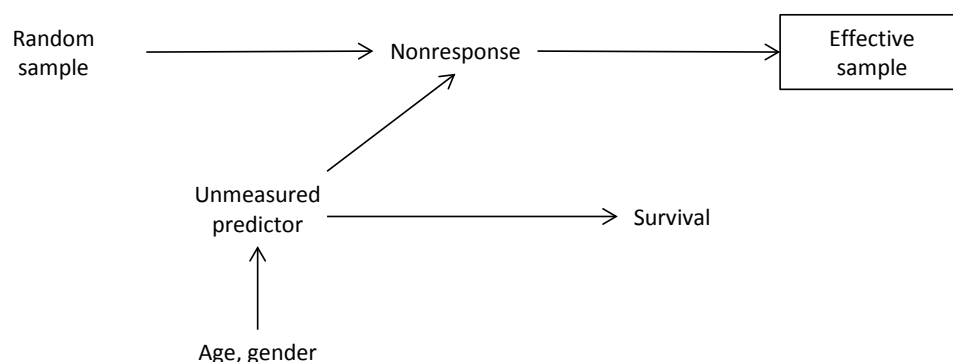 Random
sample
Nonresponse
Effective
sample
Unmeasured
predictor
Survival
Age, gender